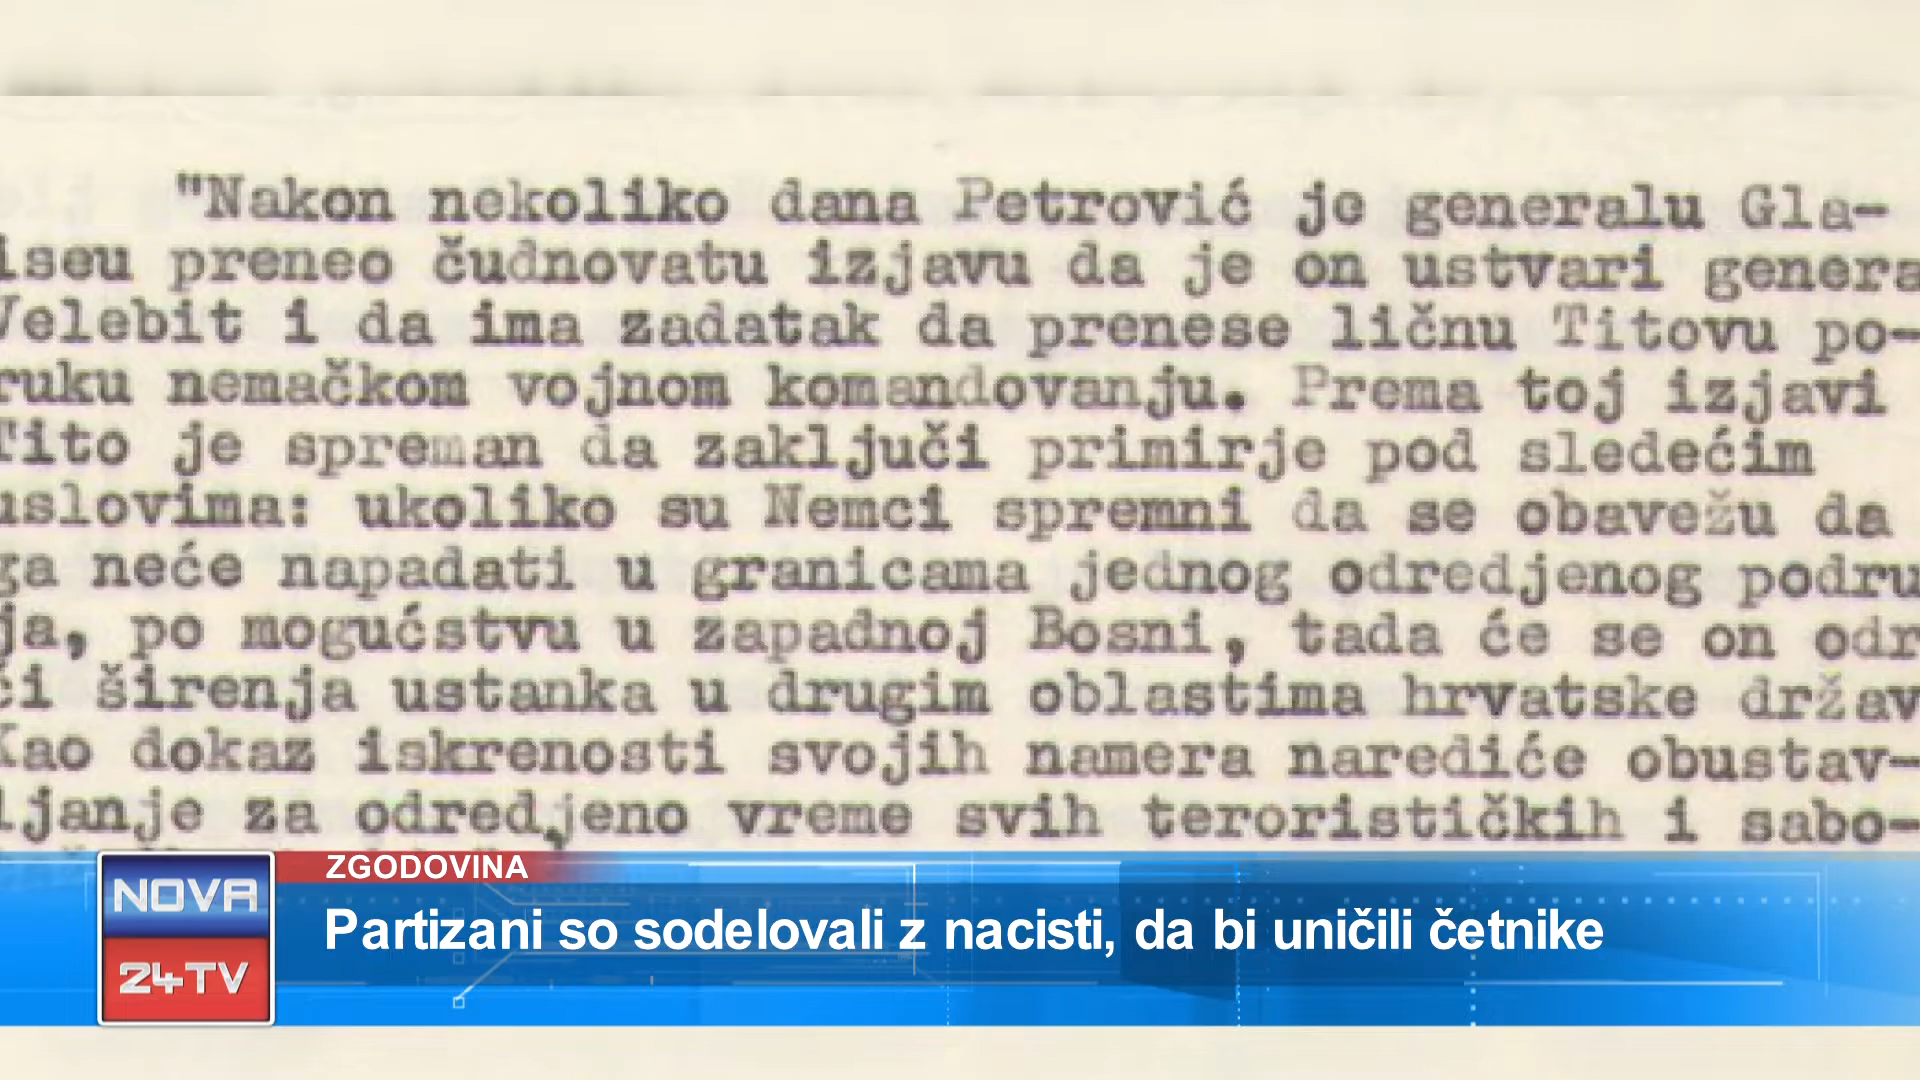 "Nakon nekoliko dana Petrović je generalu Gla-
iseu preneo čudnovatu izjavu da je on ustvari genera
Velebit i da ima zadatak da prenese ličnu Titovu po-
ruku nemačkom vojnom komandovanju. Prema toj izjavi
Tito je spreman da zaključi primirje pod sledećim
uslovima: ukoliko su Nemci spremni da se obavežu da
ga neće napadati u granicama jednog odredjenog podru
ja, po mogućstvu u zapadnoj Bosni, tada će se on odr
ći širenja ustanka u drugim oblastima hrvatske držav
Kao dokaz iskrenosti svojih namera narediće obustav-
ljanje za odredjeno vreme svih terorističkih i sabo-
ZGODOVINA
Partizani so sodelovali z nacisti, da bi uničili četnike
NOVA
24TV